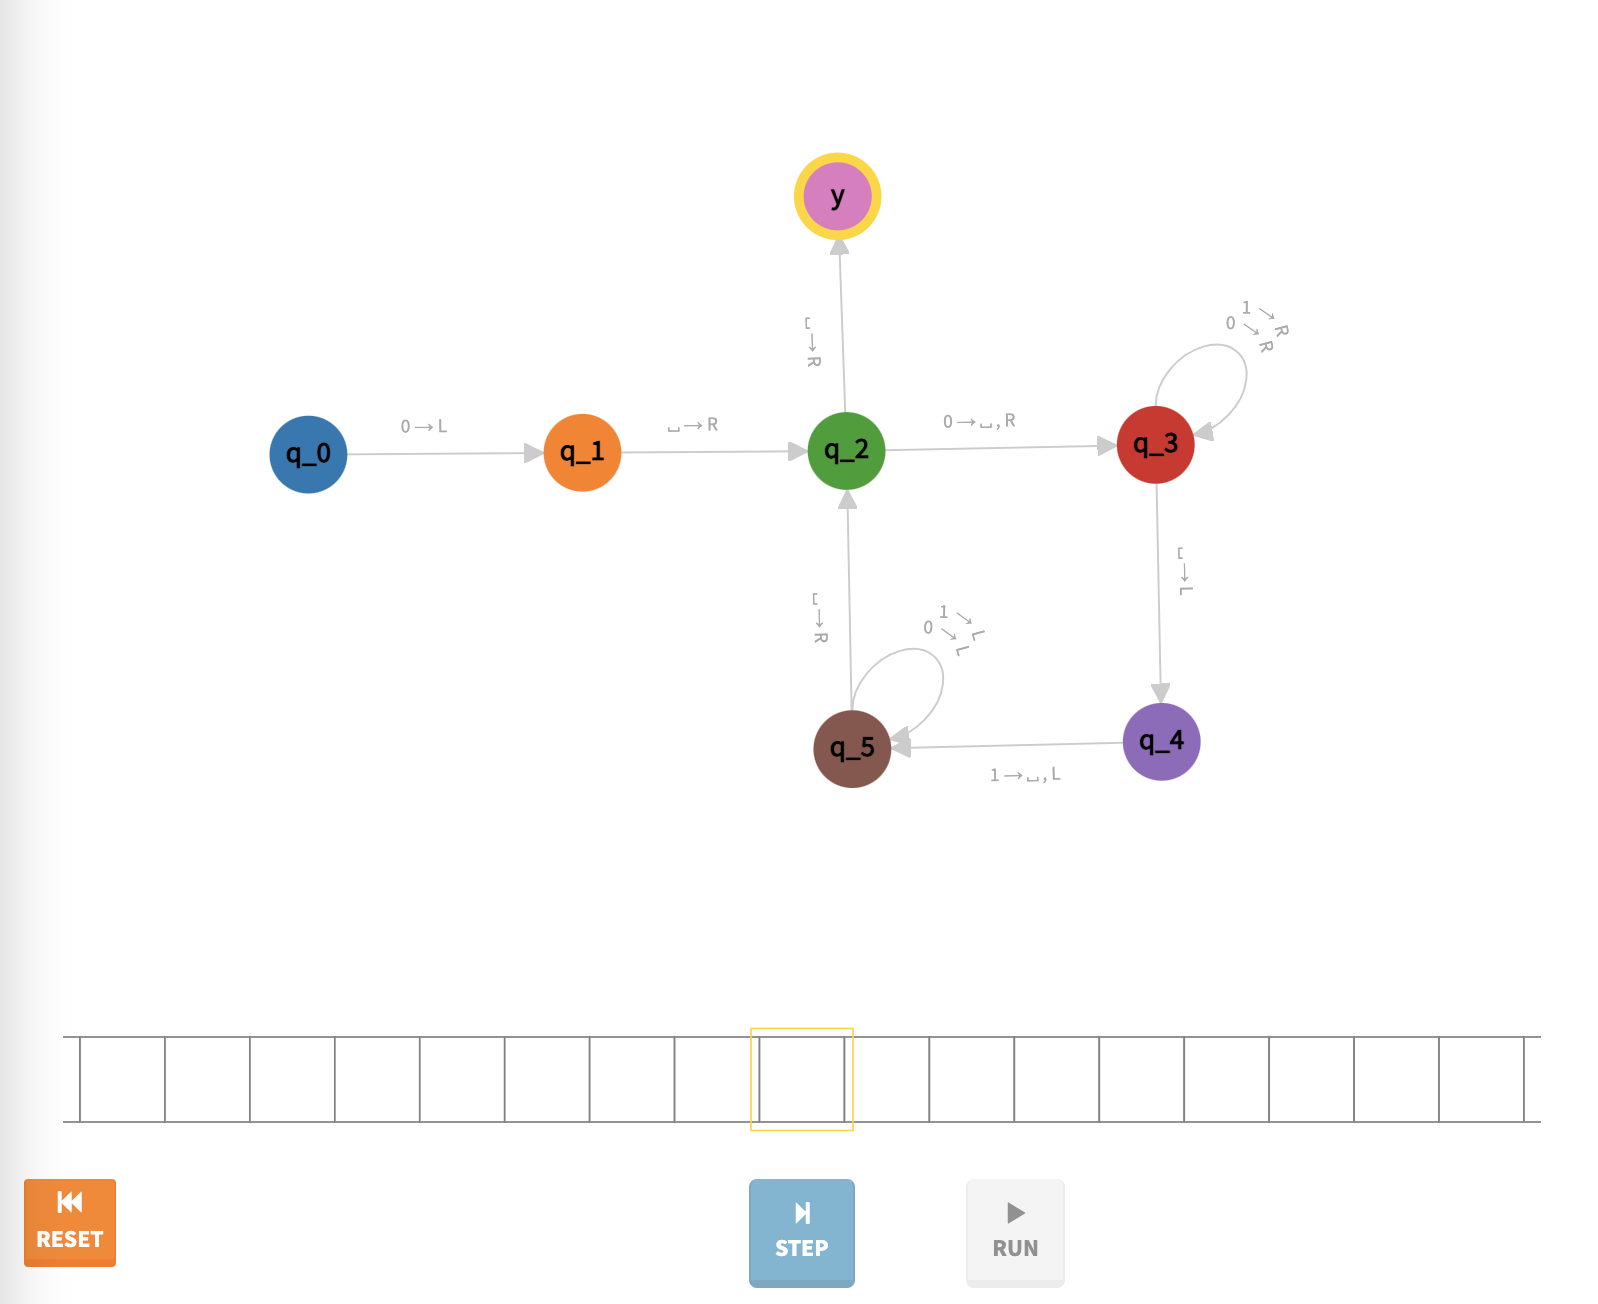 y
1→R
0→R
␣→R
0→L
␣→R
0→␣,R
q_0
q_1
q_2
q_3
␣→L
␣→R
1→L
0→L
q_5
q_4
1→␣,L
RESET
STEP
RUN